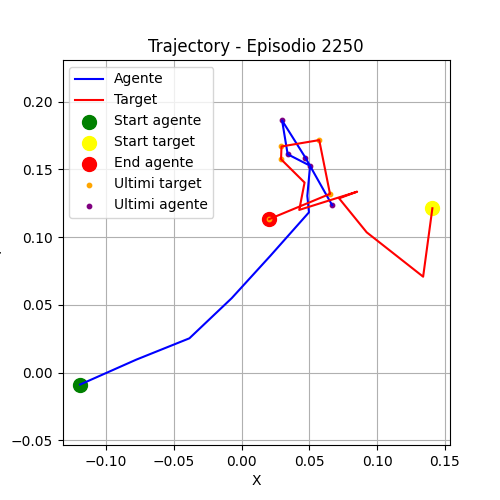 Trajectory - Episodio 2250
Agente
Target
Start agente
Start target
End agente
Ultimi target
Ultimi agente
0.20
0.15
0.10
0.05
0.00
−0.05
−0.10
−0.05
0.00
0.05
0.10
0.15
X